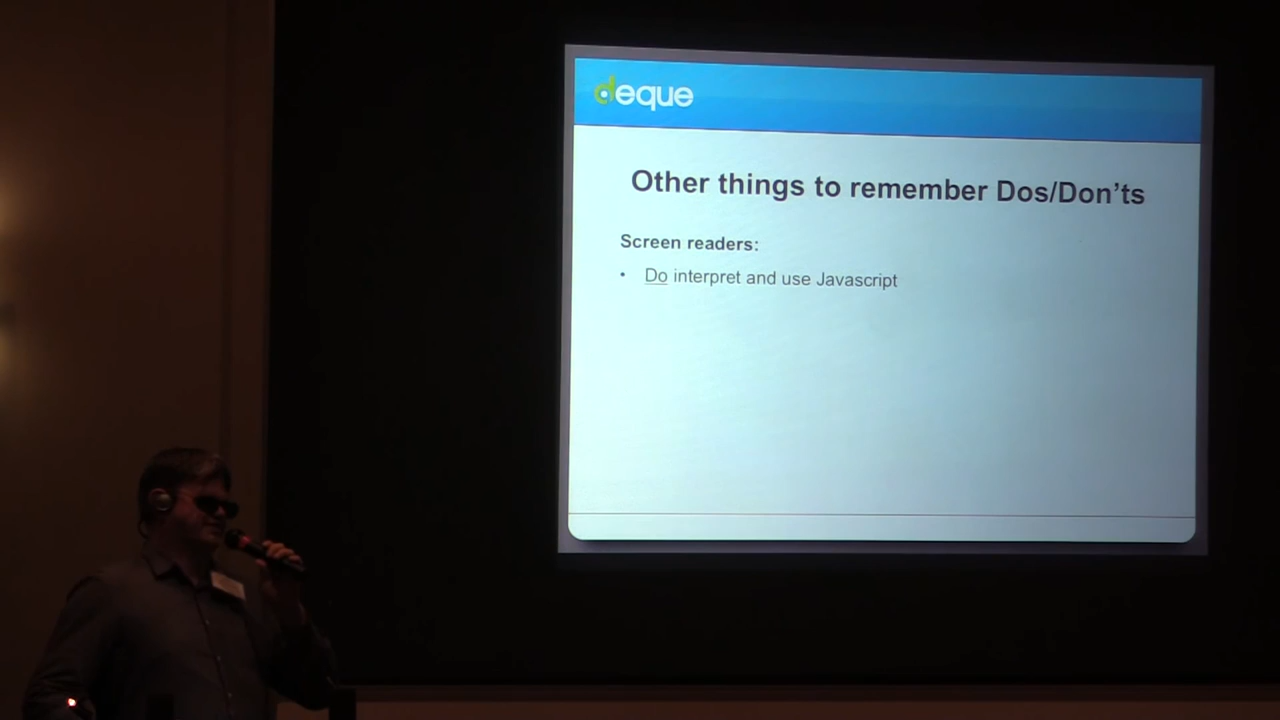 deque
Other things to remember Dos/Don'ts
Screen readers:
• Do interpret and use Javascript